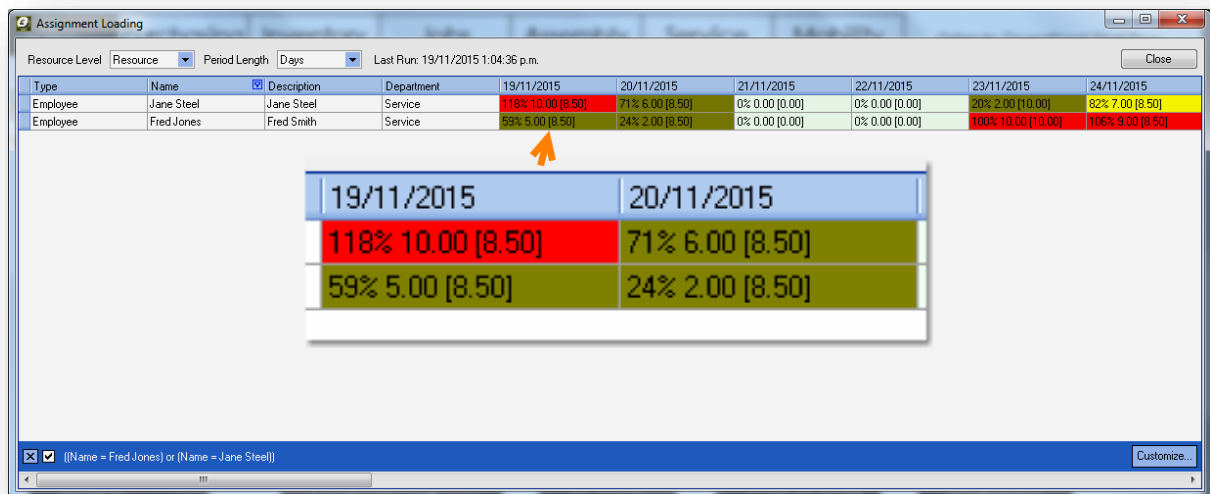 Assignment Loading
Resource Level Resource Period Length Days Last Run: 19/11/2015 1:04:36 p.m. Close
Type Name Description Department 19/11/2015 20/11/2015 21/11/2015 22/11/2015 23/11/2015 24/11/2015
Employee Jane Steel Jane Steel Service 118% 10.00 [8.50] 71% 6.00 [8.50] 0% 0.00 [0.00] 0% 0.00 [0.00] 20% 2.00 [10.00] 82% 7.00 [8.50]
Employee Fred Jones Fred Smith Service 59% 5.00 [8.50] 24% 2.00 [8.50] 0% 0.00 [0.00] 0% 0.00 [0.00] 100% 10.00 [10.00] 106% 9.00 [8.50]
19/11/2015 20/11/2015
118% 10.00 [8.50] 71% 6.00 [8.50]
59% 5.00 [8.50] 24% 2.00 [8.50]
((Name = Fred Jones) or (Name = Jane Steel)) Customize...